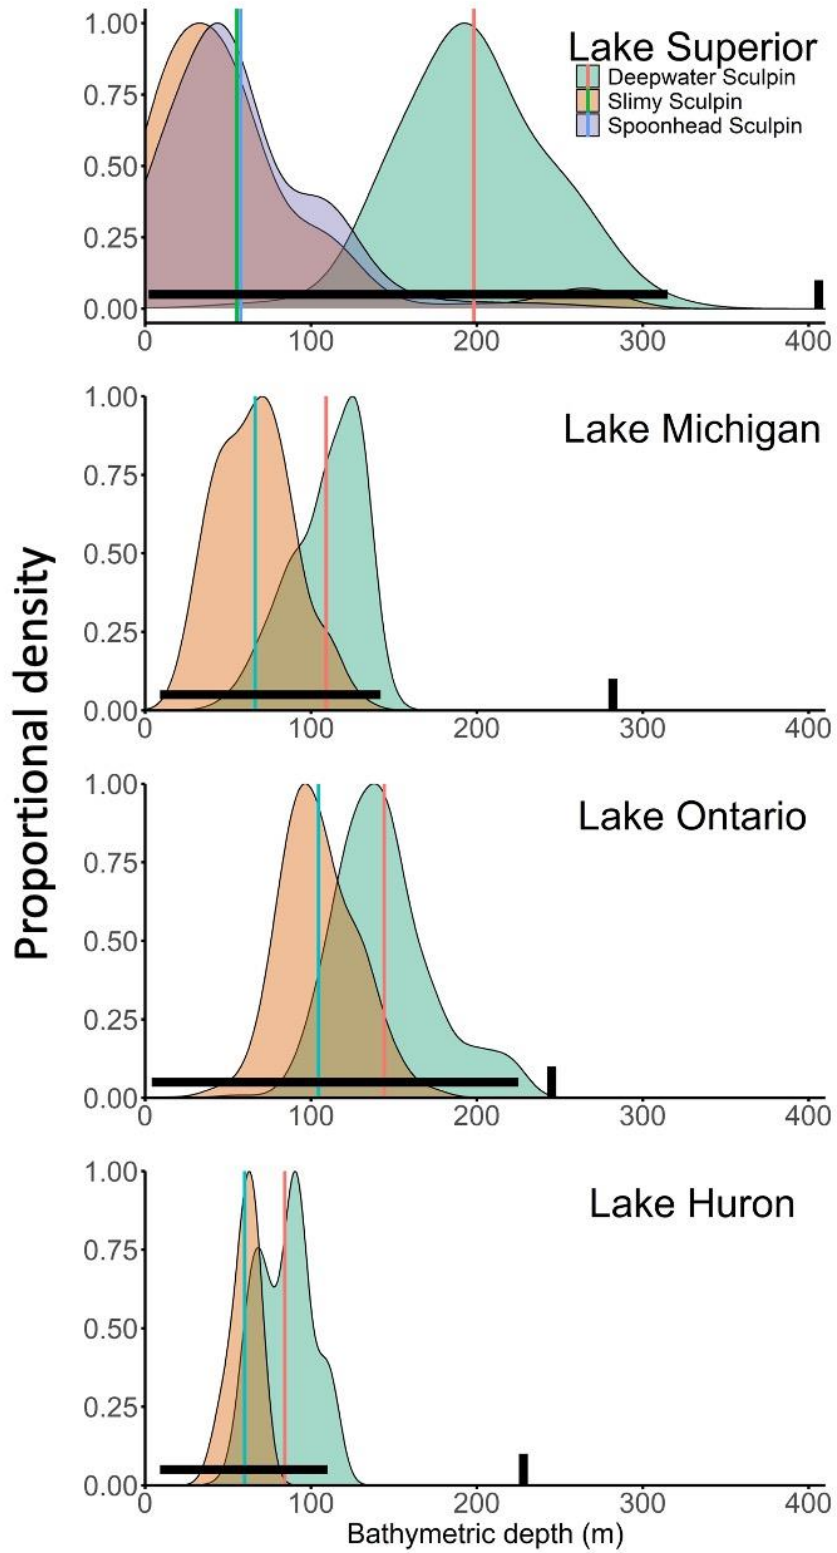 Lake Superior
Deepwater Sculpin
Slimy Sculpin
Spoonhead Sculpin
1.00
0.75
0.50
0.25
0.00
0 100 200 300 400
Lake Michigan
1.00
0.75
0.50
0.25
0.00
0 100 200 300 400
Proportional density
Lake Ontario
1.00
0.75
0.50
0.25
0.00
0 100 200 300 400
Lake Huron
1.00
0.75
0.50
0.25
0.00
0 100 200 300 400
Bathymetric depth (m)